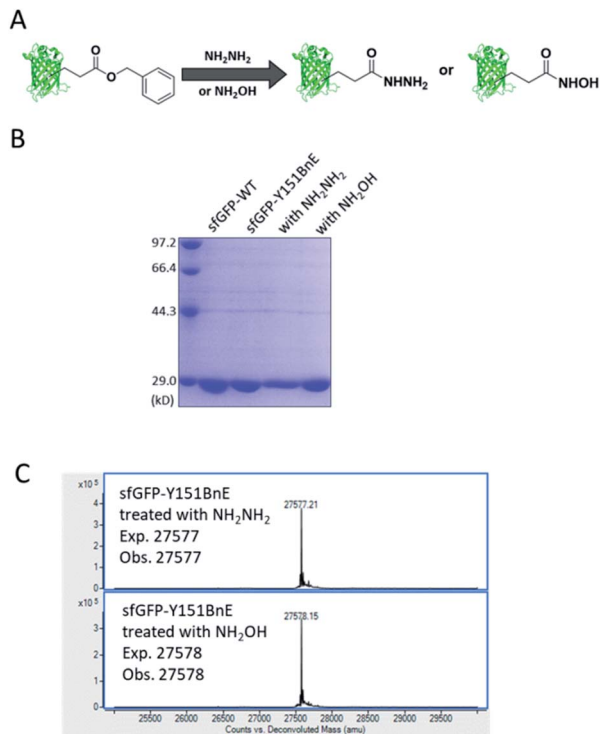 A
NH2NH2
or NH2OH
O
O
O
NHNH2
or
O
NHOH
B
sfGFP-WT
sfGFP-Y151BnE
with NH2NH2
with NH2OH
97.2
66.4
44.3
29.0
(kD)
C
x10 5
4
3
2
1
0
sfGFP-Y151BnE
treated with NH2NH2
Exp. 27577
Obs. 27577
27577.21
x10 5
3
2
1
0
sfGFP-Y151BnE
treated with NH2OH
Exp. 27578
Obs. 27578
27578.15
25500 26000 26500 27000 27500 28000 28500 29000 29500
Counts vs. Deconvoluted Mass (amu)